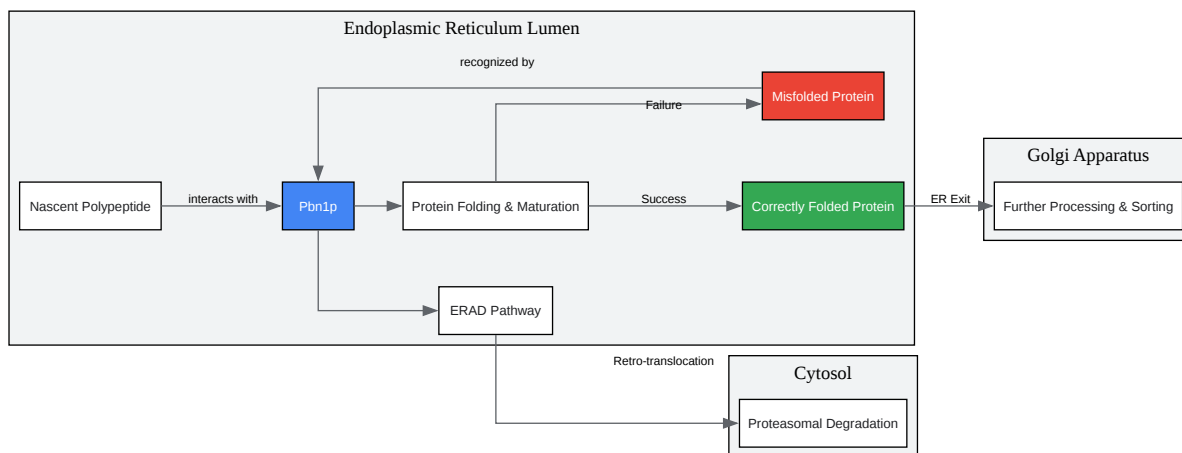 Endoplasmic Reticulum Lumen
recognized by
Misfolded Protein
Failure
Golgi Apparatus
Nascent Polypeptide
interacts with
Pbn1p
Protein Folding & Maturation
Success
Correctly Folded Protein
ER Exit
Further Processing & Sorting
ERAD Pathway
Retro-translocation
Cytosol
Proteasomal Degradation